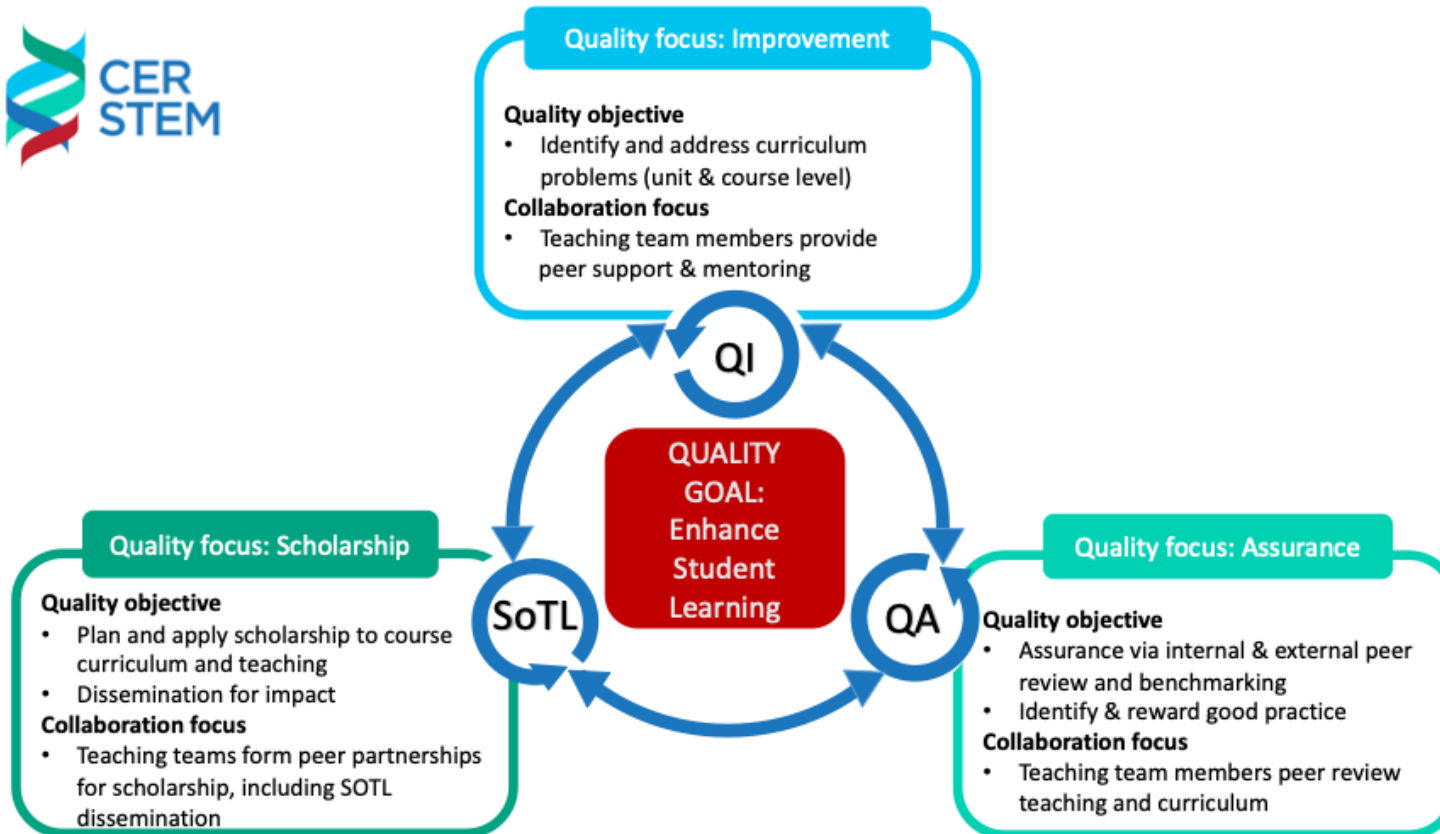 CER
STEM
Quality focus: Improvement
Quality objective
• Identify and address curriculum
problems (unit & course level)
Collaboration focus
• Teaching team members provide
peer support & mentoring
QI
QUALITY
GOAL:
Enhance
Student
Learning
Quality focus: Scholarship
Quality objective
• Plan and apply scholarship to course
curriculum and teaching
• Dissemination for impact
Collaboration focus
• Teaching teams form peer partnerships
for scholarship, including SOTL
dissemination
SoTL
QA
Quality focus: Assurance
Quality objective
• Assurance via internal & external peer
review and benchmarking
• Identify & reward good practice
Collaboration focus
• Teaching team members peer review
teaching and curriculum